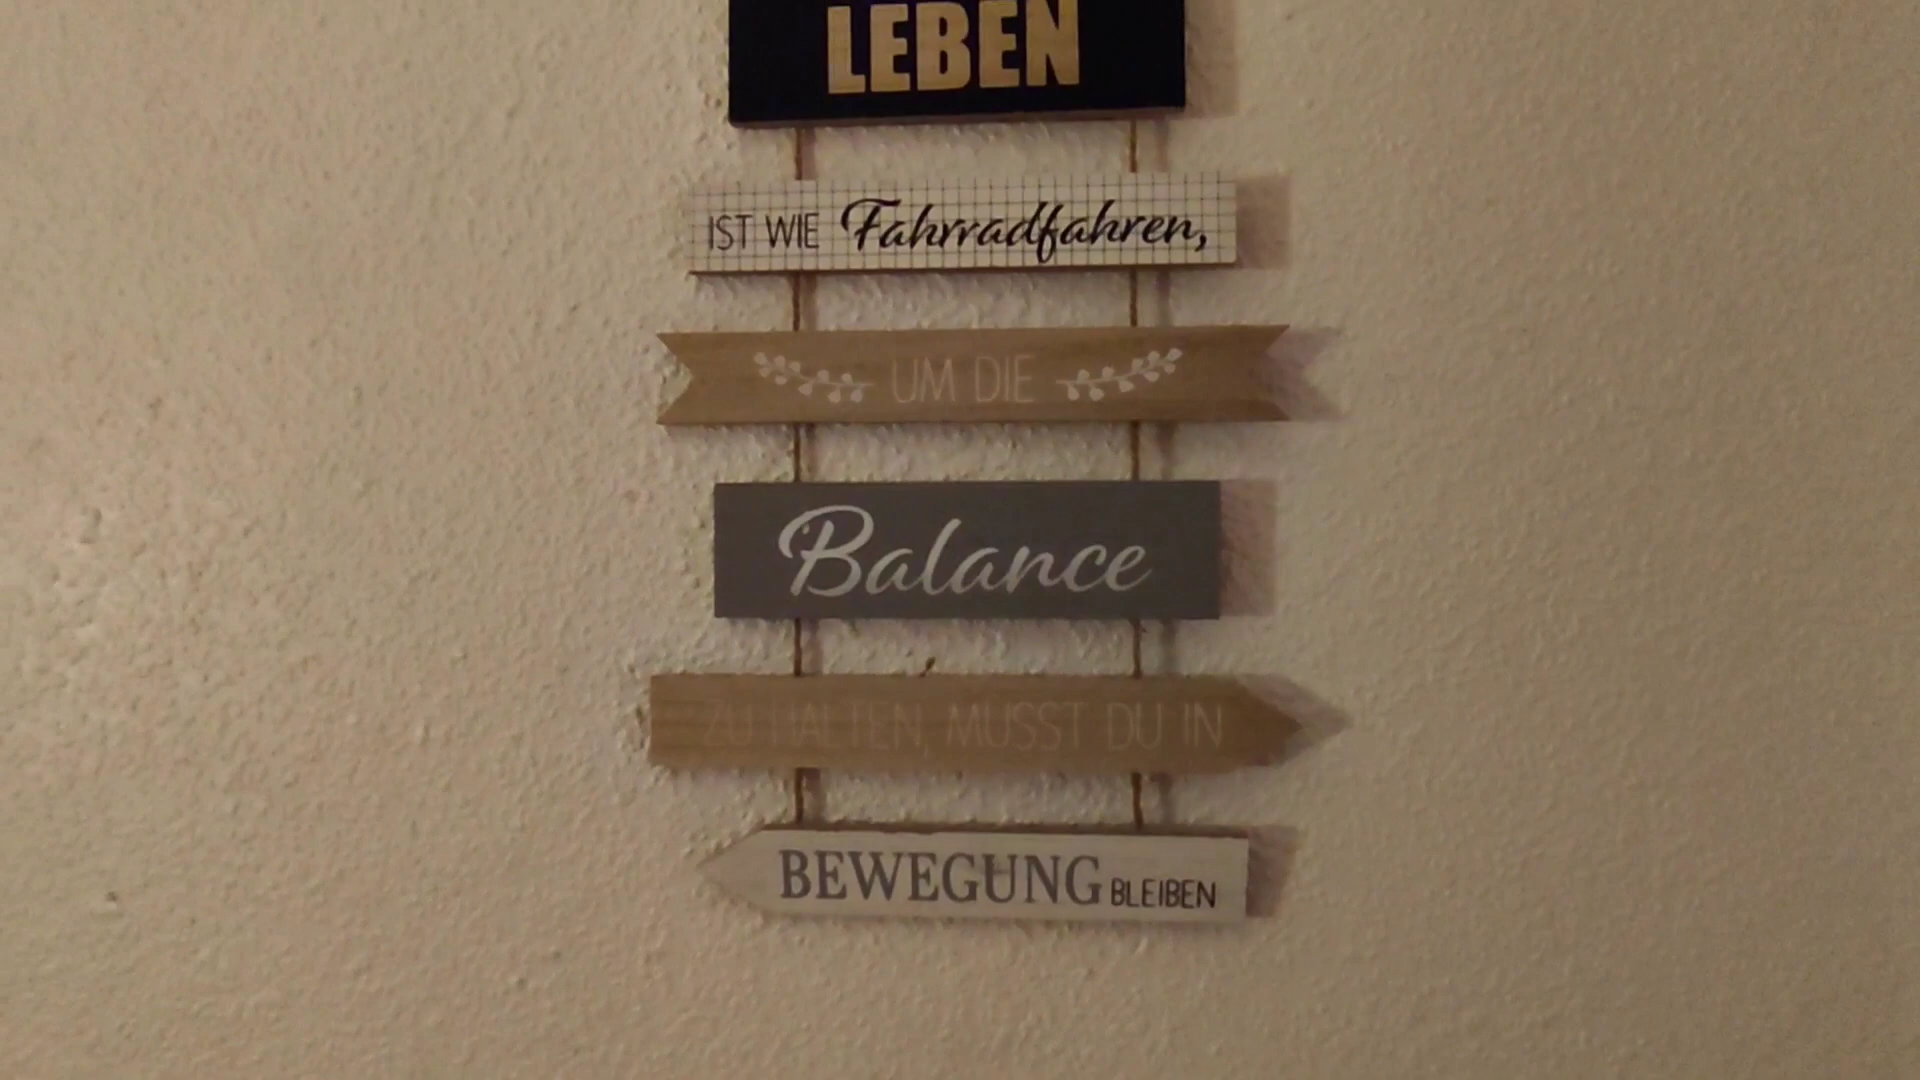 LEBEN
IST WIE Fahrradfahren,
UM DIE
Balance
ZU HALTEN, MUSST DU IN
BEWEGUNG BLEIBEN